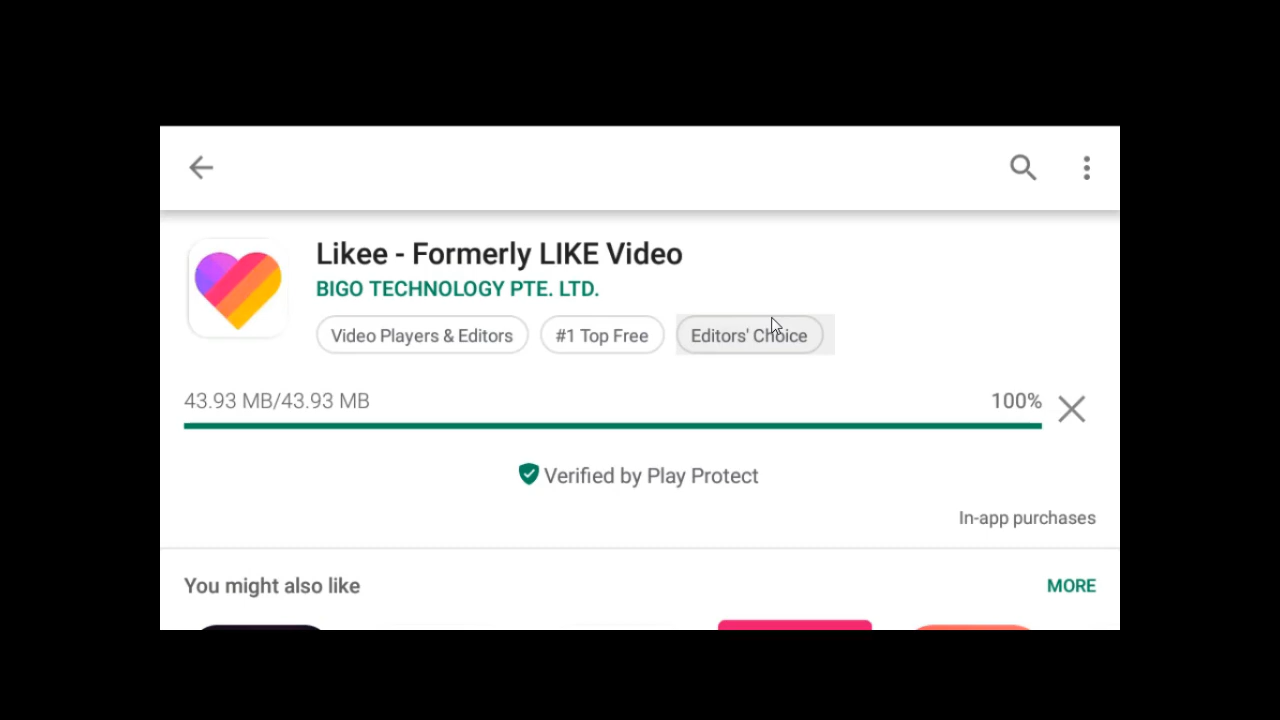 Likee - Formerly LIKE Video
BIGO TECHNOLOGY PTE. LTD.
Video Players & Editors #1 Top Free Editors' Choice
43.93 MB/43.93 MB 100%
Verified by Play Protect
In-app purchases
You might also like MORE